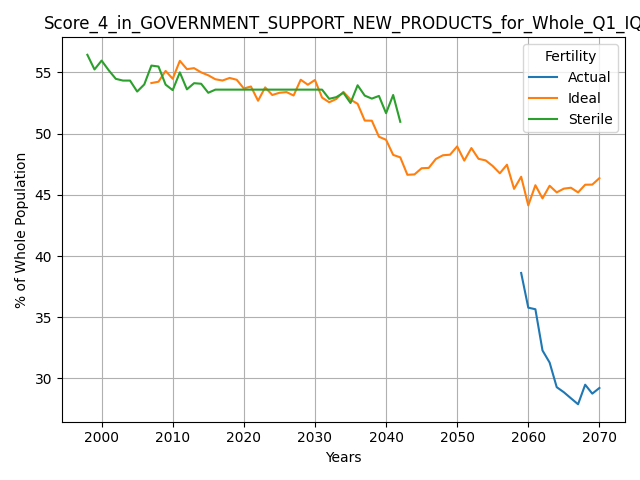 Score_4_in_GOVERNMENT_SUPPORT_NEW_PRODUCTS_for_Whole_Q1_IQ
% of Whole Population
55
50
45
40
35
30
Fertility
Actual
Ideal
Sterile
2000 2010 2020 2030 2040 2050 2060 2070
Years